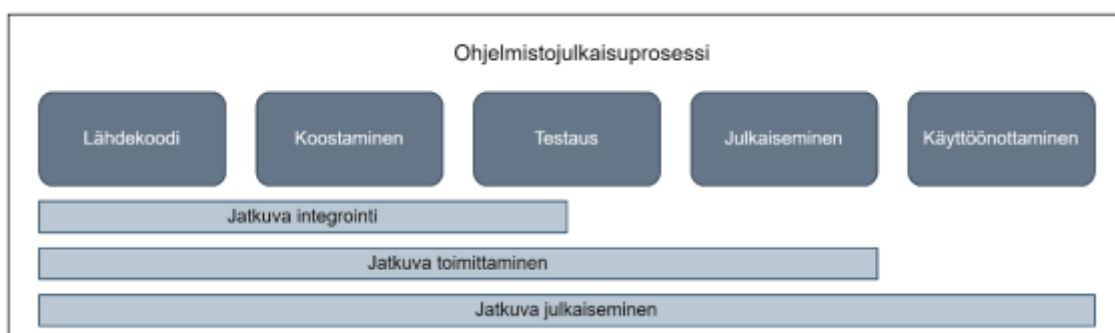 Ohjelmistojulkaisuprosessi
Lähdekoodi
Koostaminen
Testaus
Julkaiseminen
Käyttöönottaminen
Jatkuva integrointi
Jatkuva toimittaminen
Jatkuva julkaiseminen